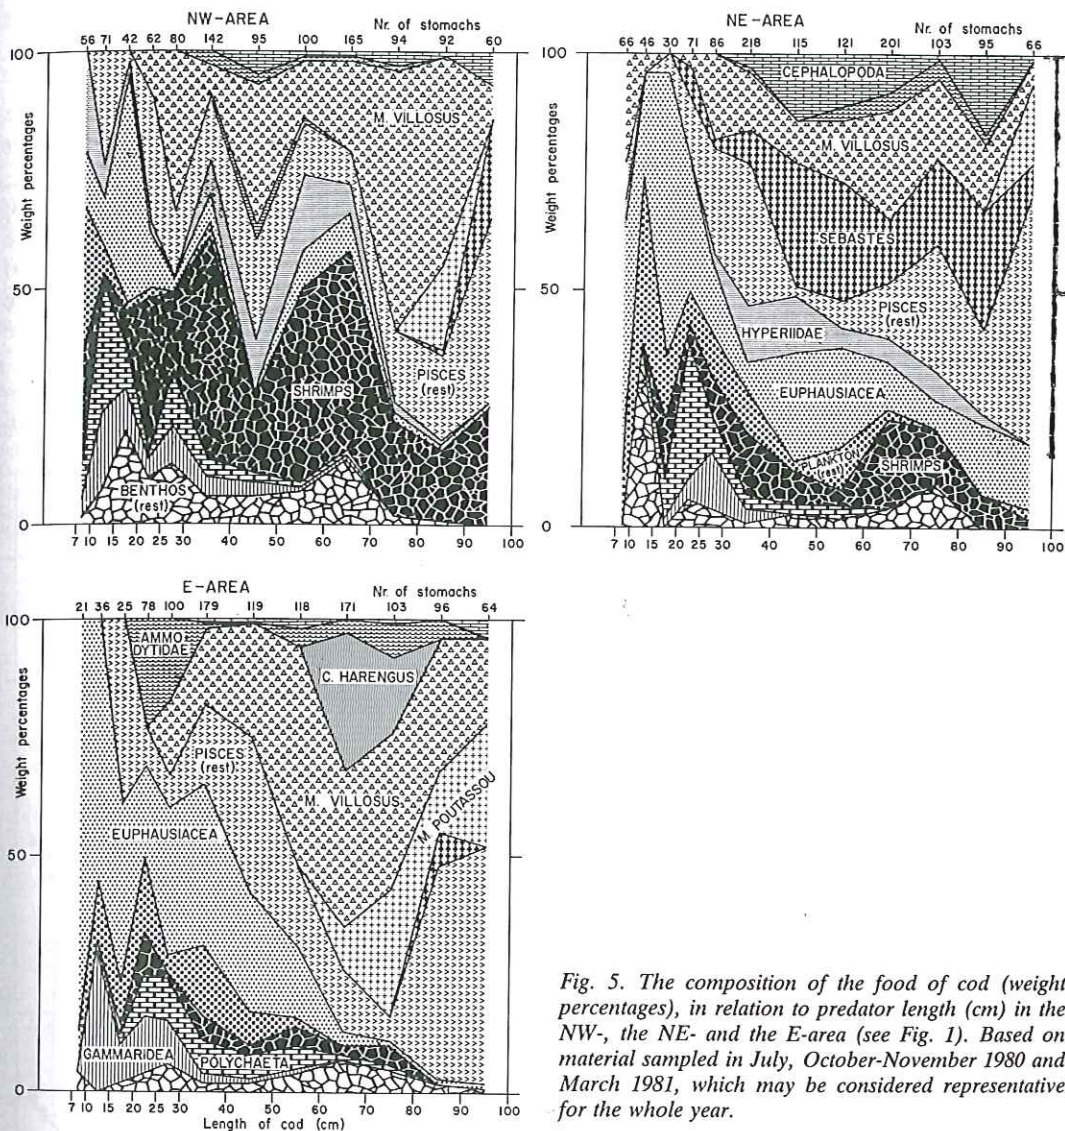 NW-AREA
Nr. of stomachs
56 71 42 62 80 142 95 100 165 94 92 60
100
50
0
Weight percentages
M. VILLOSUS
SHRIMPS
PISCES
(rest)
BENTHOS
(rest)
7 10 15 20 25 30 40 50 60 70 80 90 100
NE-AREA
Nr. of stomachs
66 46 30 71 86 218 115 121 201 103 95 66
100
50
0
Weight percentages
CEPHALOPODA
M. VILLOSUS
SEBASTES
PISCES
(rest)
HYPERIIDAE
EUPHAUSIACEA
PLANKTON
(rest)
SHRIMPS
7 10 15 20 25 30 40 50 60 70 80 90 100
E-AREA
Nr. of stomachs
21 36 25 78 100 179 119 118 171 103 96 64
100
50
0
Weight percentages
AMMO
DYTIDAE
C. HARENGUS
PISCES
(rest)
M. VILLOSUS
M. POUTASSOU
EUPHAUSIACEA
GAMMARIDEA
POLYCHAETA
7 10 15 20 25 30 40 50 60 70 80 90 100
Length of cod (cm)
Fig. 5. The composition of the food of cod (weight
percentages), in relation to predator length (cm) in the
NW-, the NE- and the E-area (see Fig. 1). Based on
material sampled in July, October-November 1980 and
March 1981, which may be considered representative
for the whole year.